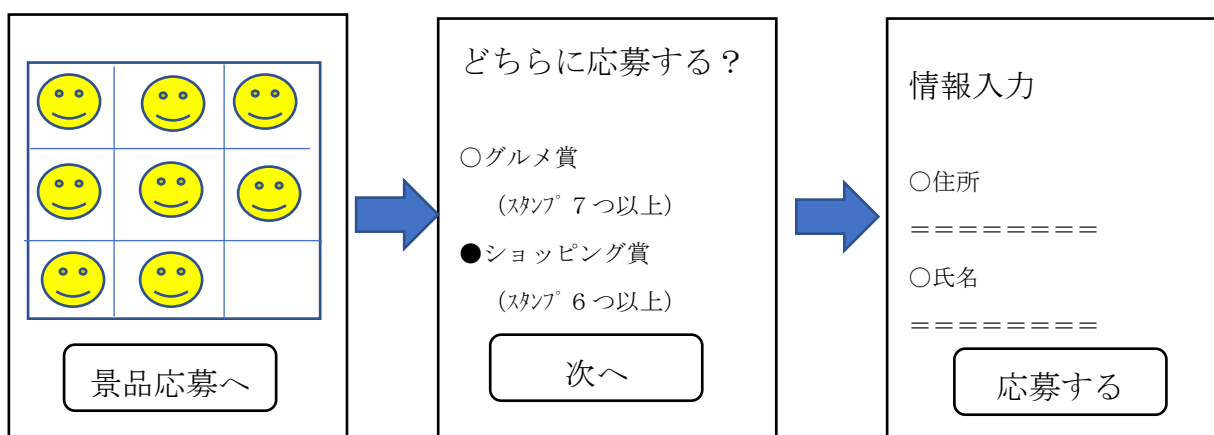 景品応募へ
どちらに応募する？
○グルメ賞
（ｽﾀﾝﾌﾟ７つ以上）
●ショッピング賞
（ｽﾀﾝﾌﾟ６つ以上）
次へ
情報入力
○住所
＝＝＝＝＝＝＝＝
○氏名
＝＝＝＝＝＝＝＝
応募する